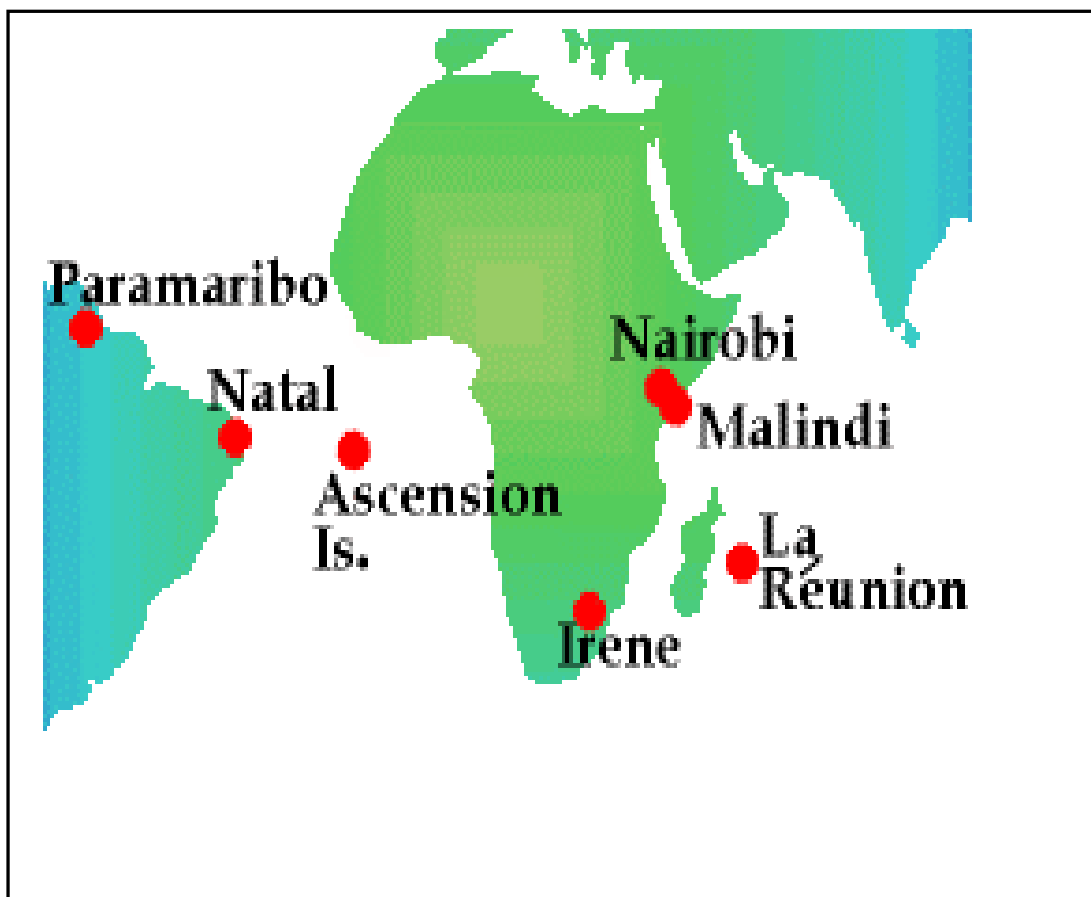 Paramaribo
Nairobi
Natal
Malindi
Ascension
Is.
La
Réunion
Irene